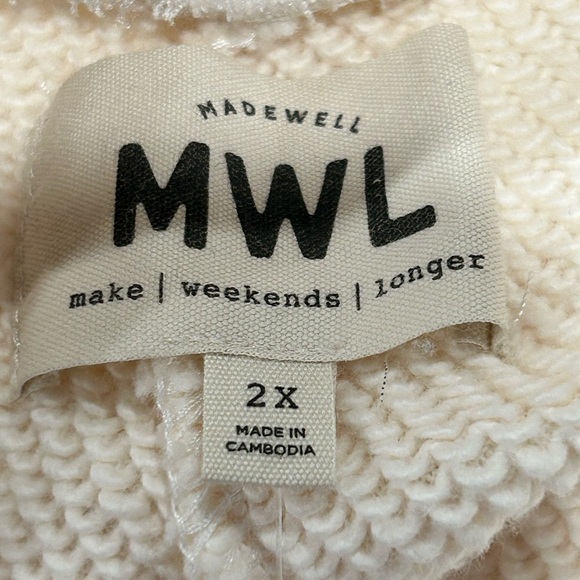 MADEWELL
MWL
make | weekends | longer
2X
MADE IN
CAMBODIA